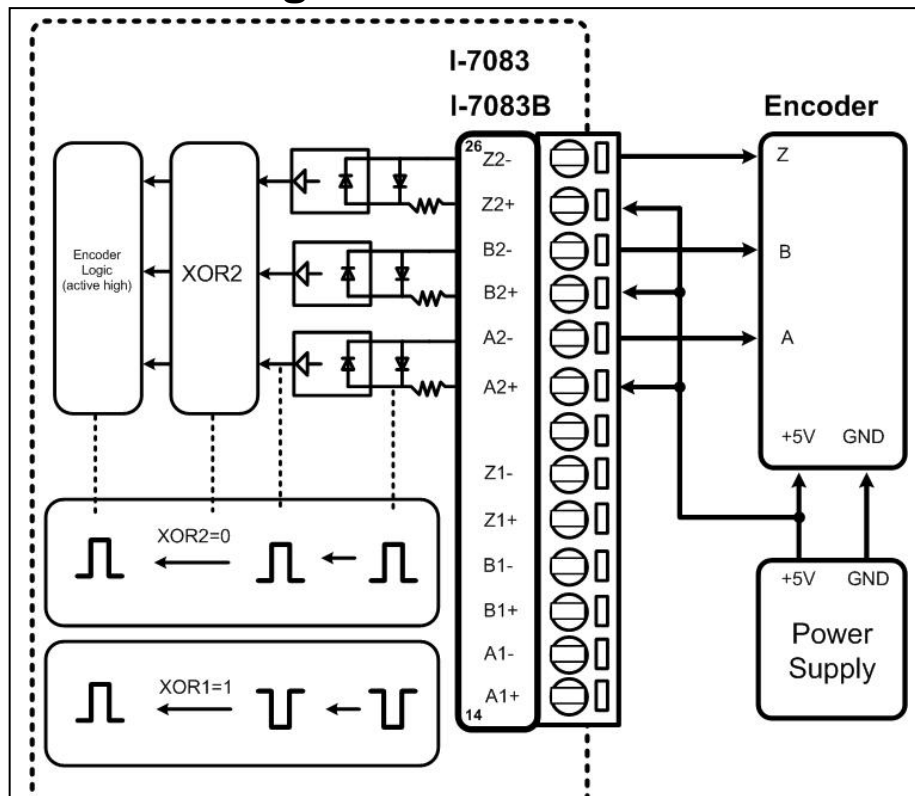 I-7083
I-7083B
Encoder
26
Z2-
Z2+
B2-
B2+
A2-
A2+
Z1-
Z1+
B1-
B1+
A1-
A1+
14
Encoder
Logic
(active high)
XOR2
Z
B
A
+5V GND
+5V GND
Power
Supply
XOR2=0
XOR1=1